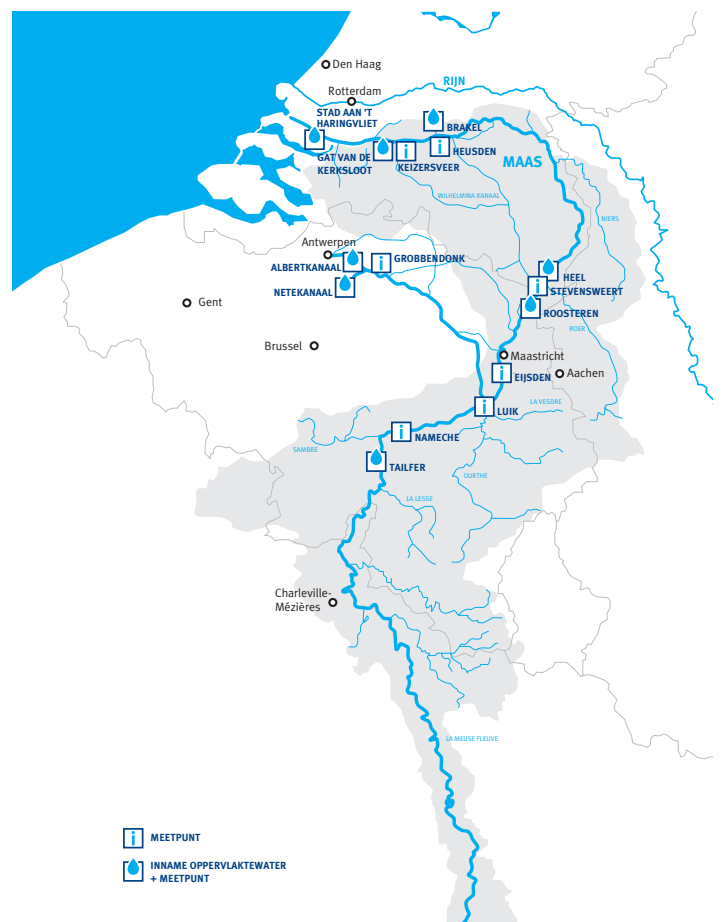 Den Haag
RIJN
Rotterdam
STAD AAN 'T
HARINGVLIET
BRAKEL
GAT VAN DE
KERKSLOOT
HEUSDEN
KEIZERSVEER
MAAS
WILHELMINA KANAAL
NIERS
Antwerpen
GROBBENDONK
ALBERTKANAAL
HEEL
NETEKANAAL
STEVENSWEERT
Gent
ROOSTEREN
ROER
Brussel
Maastricht
EIJSDEN
Aachen
LA VESDRE
LUIK
NAMECHE
SAMBRE
TAILFER
OURTHE
LA LESSE
Charleville-
Mézières
LA MEUSE FLEUVE
i MEETPUNT
INNAME OPPERVLAKTEWATER
+ MEETPUNT